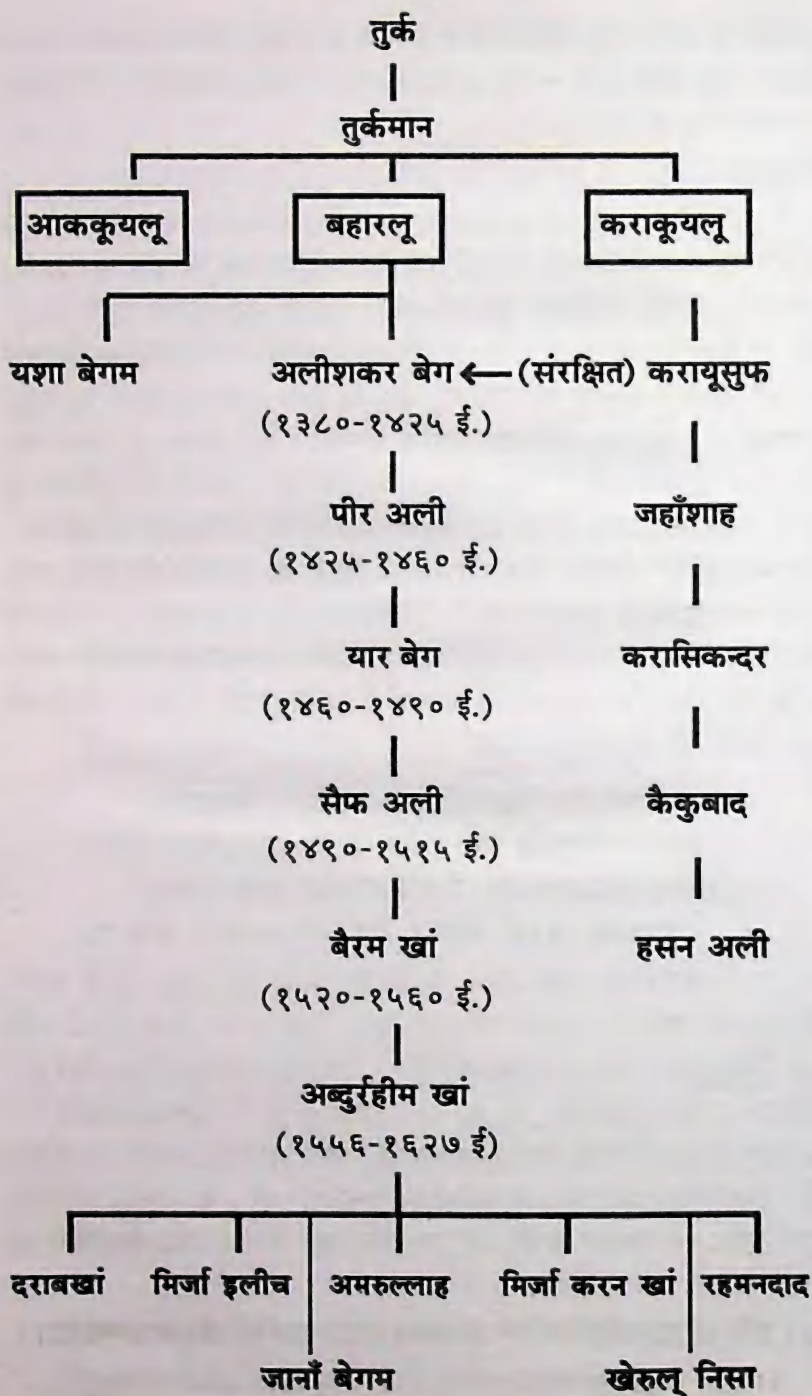 तुर्क
तुर्कमान
आककूयलू बहारलू कराकूयलू
यशा बेगम अलीशकर बेग ← (संरक्षित) करायूसुफ
(१३८०-१४२५ ई.)
पीर अली जहाँशाह
(१४२५-१४६० ई.)
यार बेग करासिकन्दर
(१४६०-१४९० ई.)
सैफ अली कैकुबाद
(१४९०-१५१५ ई.)
बैरम खां हसन अली
(१५२०-१५६० ई.)
अब्दुर्रहीम खां
(१५५६-१६२७ ई)
दराबखां मिर्जा इलीच अमरुल्लाह मिर्जा करन खां रहमनदाद
जानाँ बेगम खेरुलू निसा